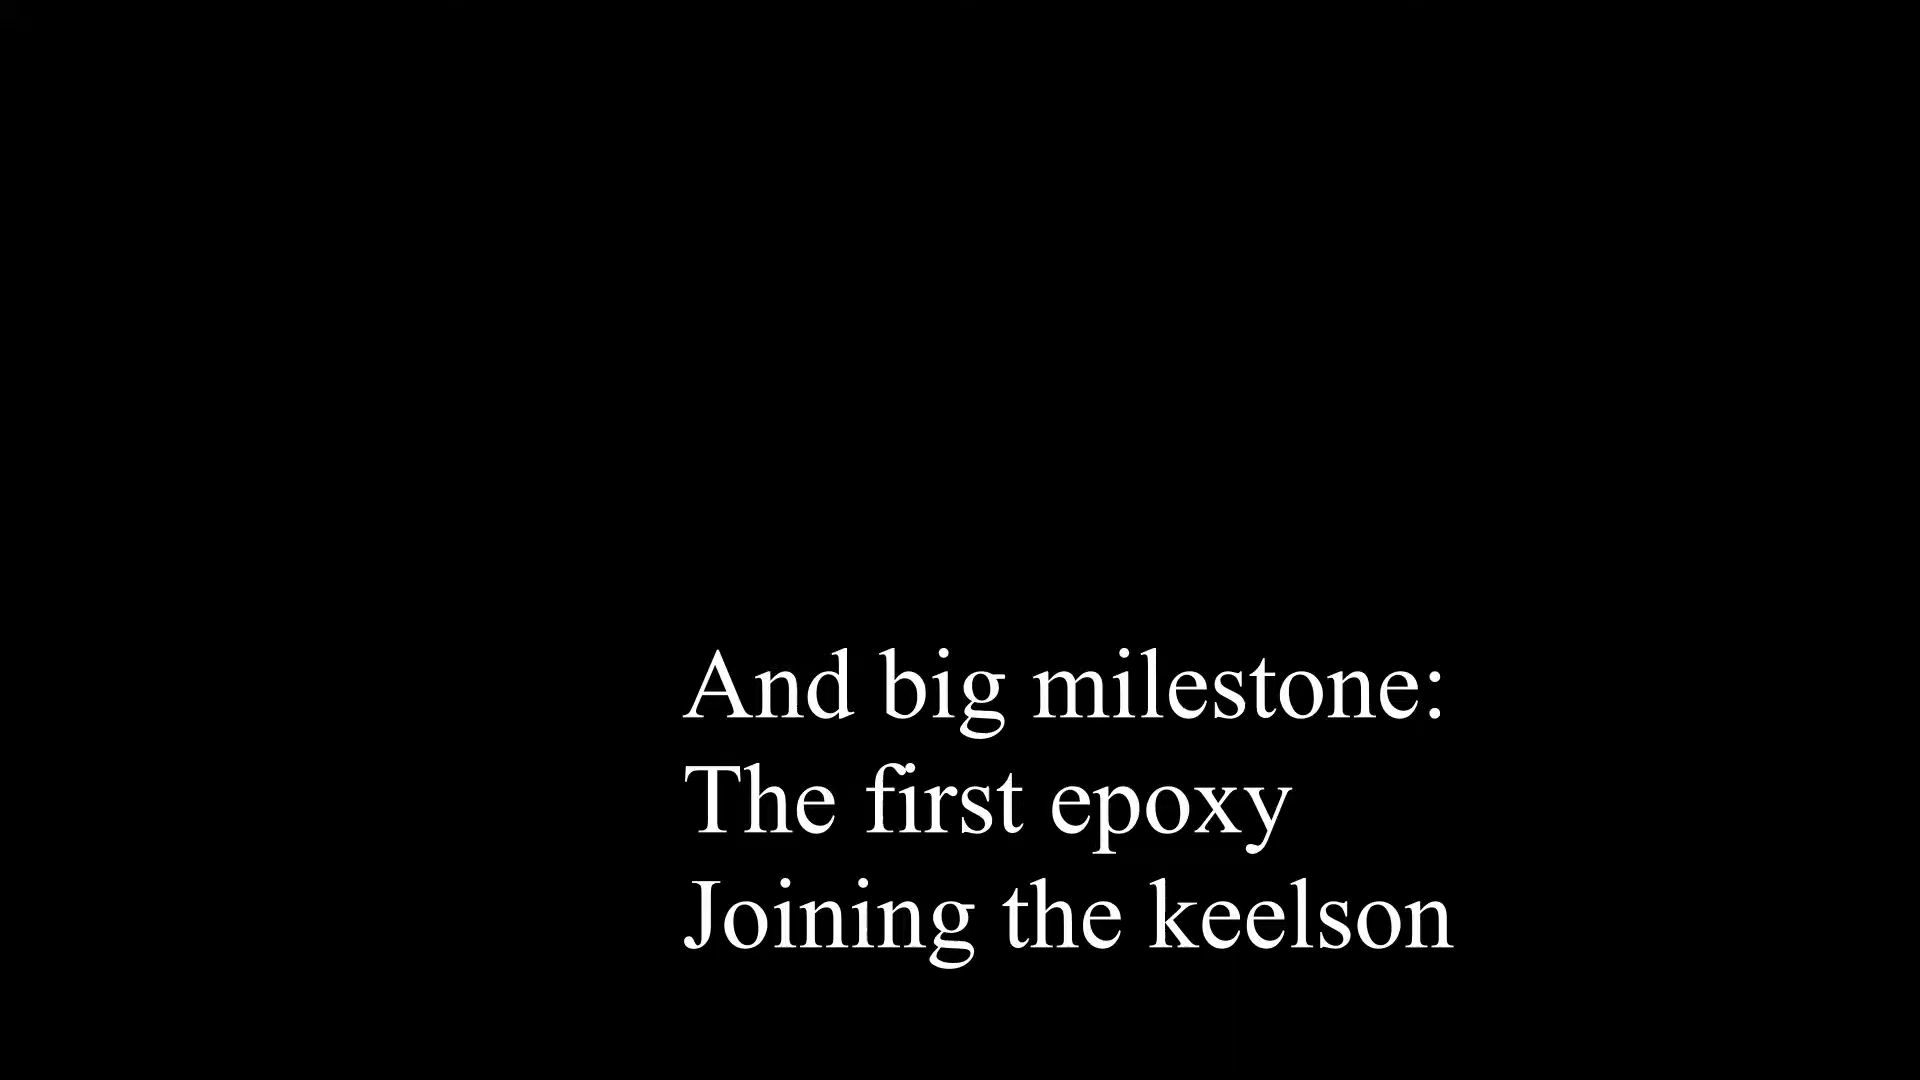 And big milestone:
The first epoxy
Joining the keelson